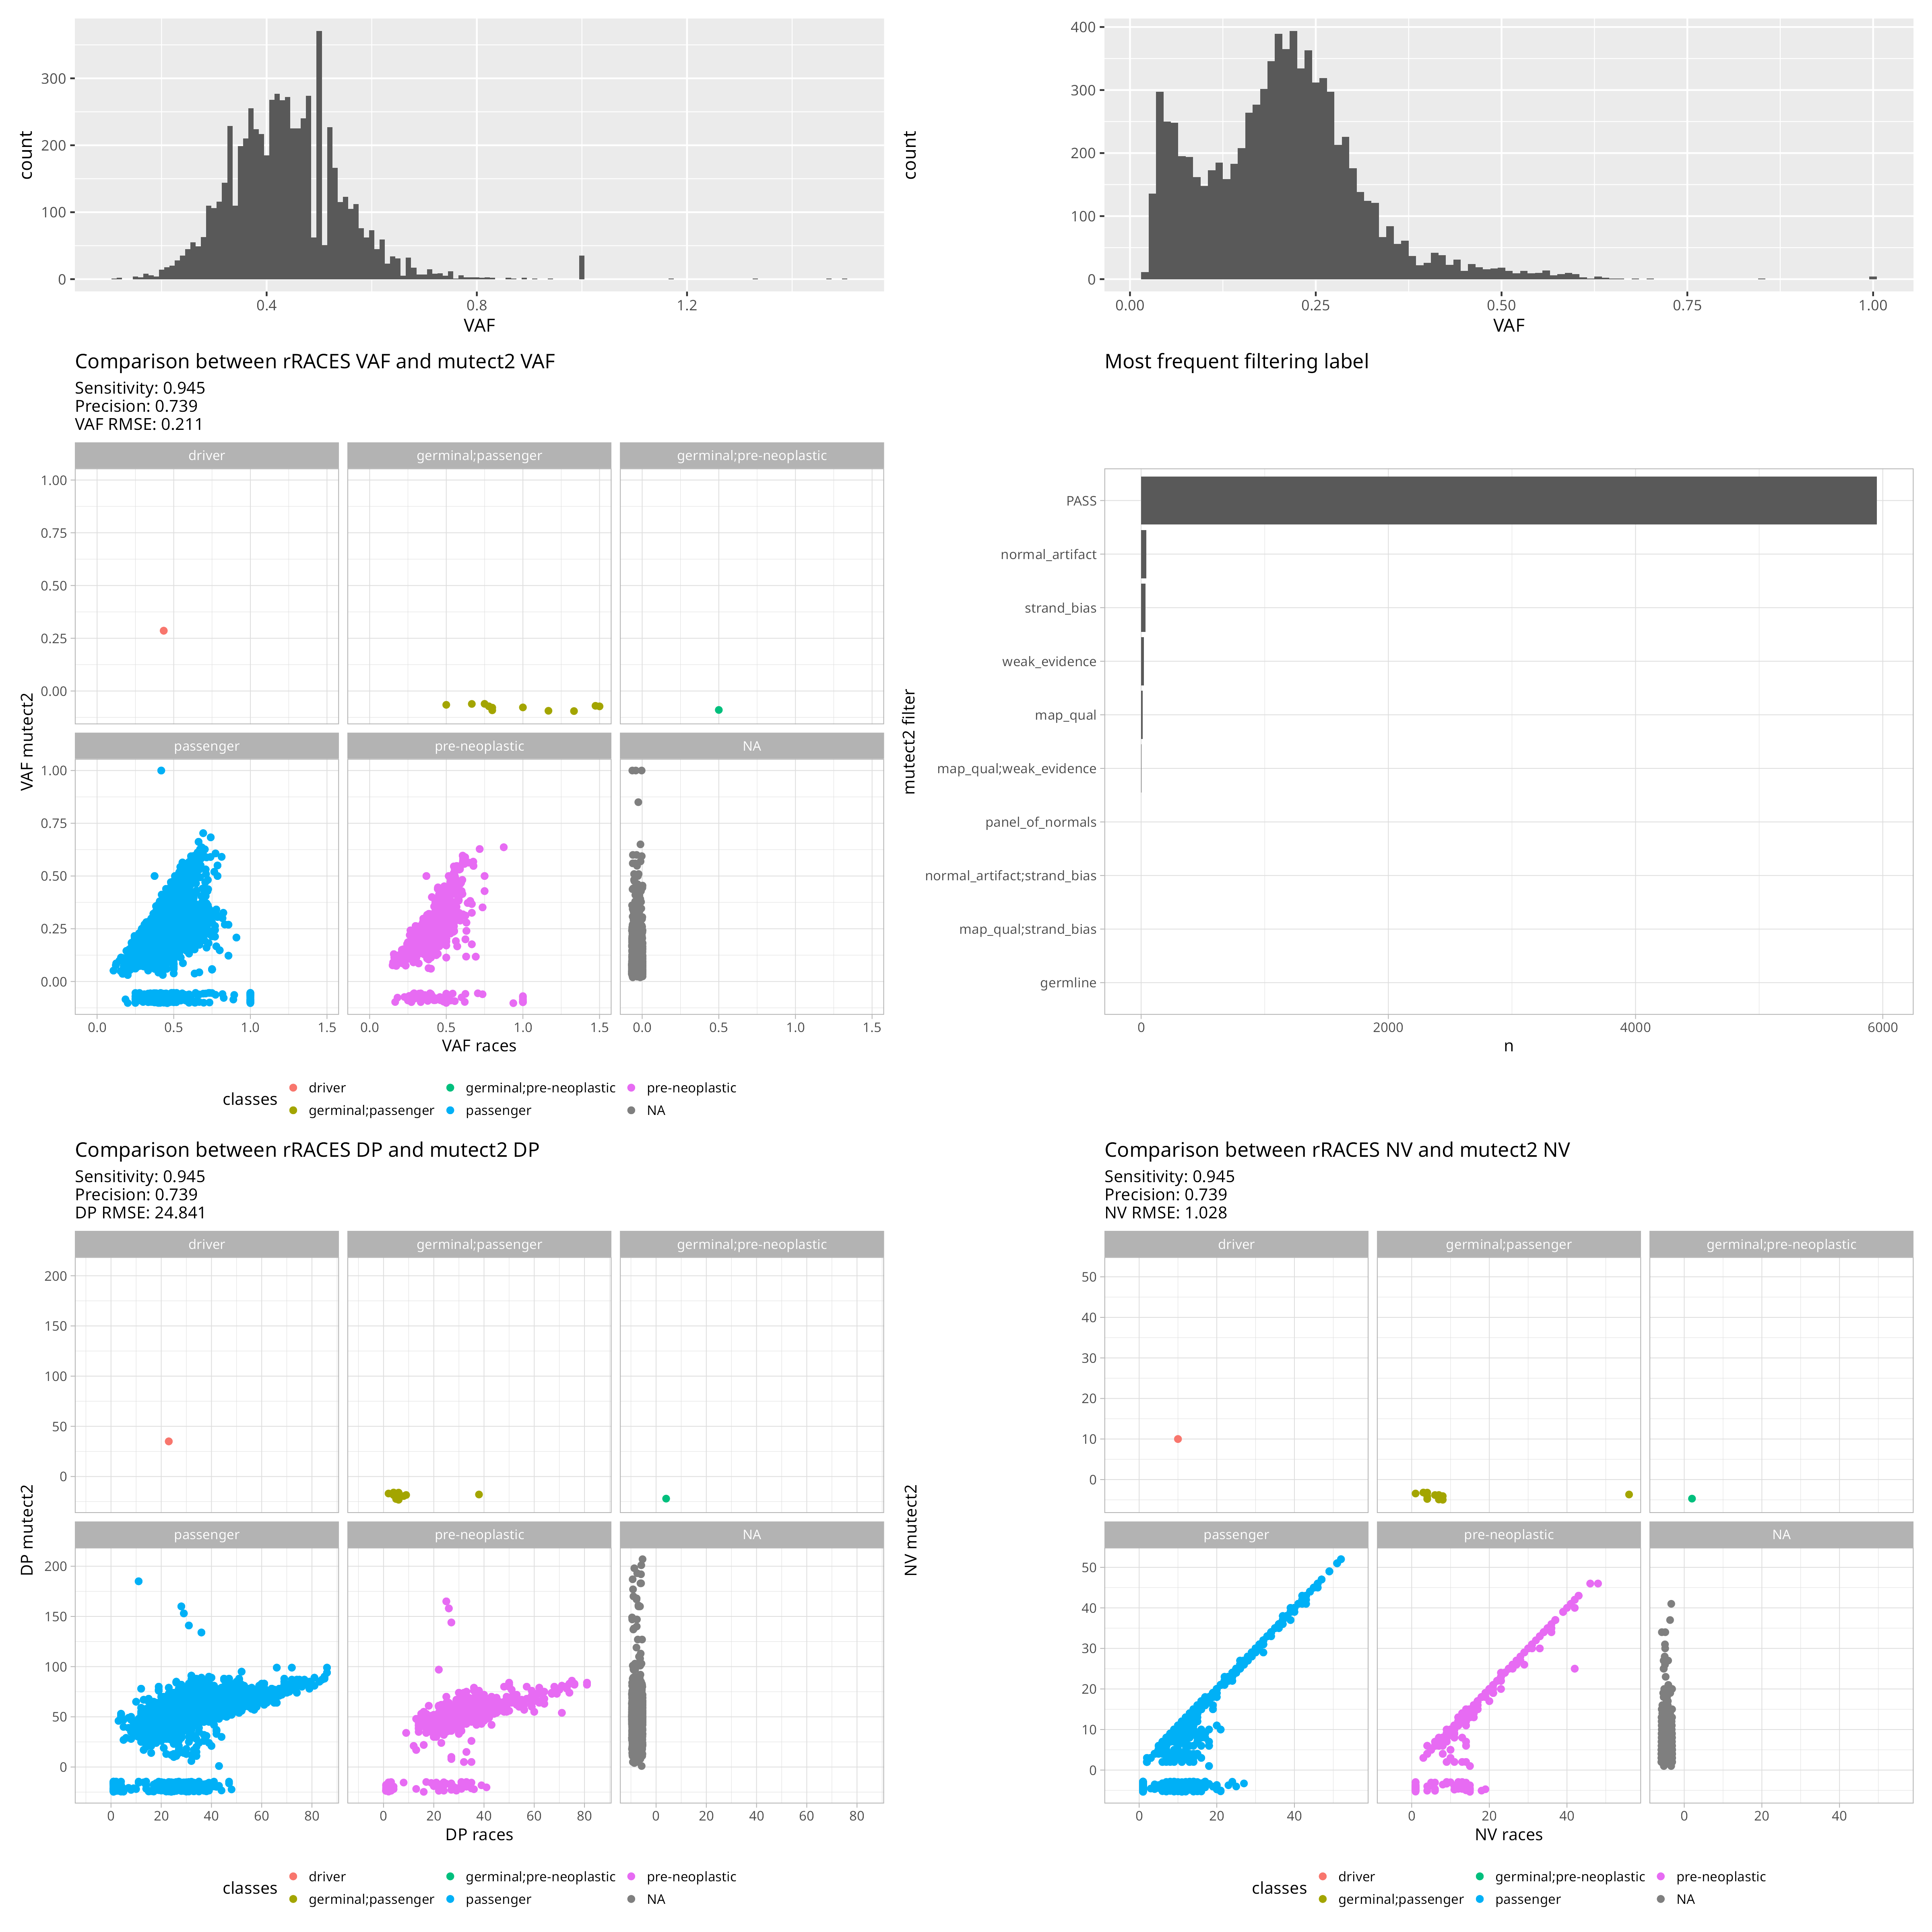 count
300
200
100
0
0.4
0.8
1.2
VAF
count
400
300
200
100
0
0.00
0.25
0.50
0.75
1.00
VAF
Comparison between rRACES VAF and mutect2 VAF
Sensitivity: 0.945
Precision: 0.739
VAF RMSE: 0.211
driver
germinal;passenger
germinal;pre-neoplastic
1.00
0.75
0.50
0.25
0.00
VAF mutect2
passenger
pre-neoplastic
NA
1.00
0.75
0.50
0.25
0.00
0.0 0.5 1.0 1.5
0.0 0.5 1.0 1.5
0.0 0.5 1.0 1.5
VAF races
classes
driver
germinal;pre-neoplastic
pre-neoplastic
germinal;passenger
passenger
NA
Most frequent filtering label
mutect2 filter
PASS
normal_artifact
strand_bias
weak_evidence
map_qual
map_qual;weak_evidence
panel_of_normals
normal_artifact;strand_bias
map_qual;strand_bias
germline
0
2000
4000
6000
n
Comparison between rRACES DP and mutect2 DP
Sensitivity: 0.945
Precision: 0.739
DP RMSE: 24.841
driver
germinal;passenger
germinal;pre-neoplastic
200
150
100
50
0
DP mutect2
passenger
pre-neoplastic
NA
200
150
100
50
0
0 20 40 60 80
0 20 40 60 80
0 20 40 60 80
DP races
classes
driver
germinal;pre-neoplastic
pre-neoplastic
germinal;passenger
passenger
NA
Comparison between rRACES NV and mutect2 NV
Sensitivity: 0.945
Precision: 0.739
NV RMSE: 1.028
driver
germinal;passenger
germinal;pre-neoplastic
50
40
30
20
10
0
NV mutect2
passenger
pre-neoplastic
NA
50
40
30
20
10
0
0 20 40
0 20 40
0 20 40
NV races
classes
driver
germinal;pre-neoplastic
pre-neoplastic
germinal;passenger
passenger
NA